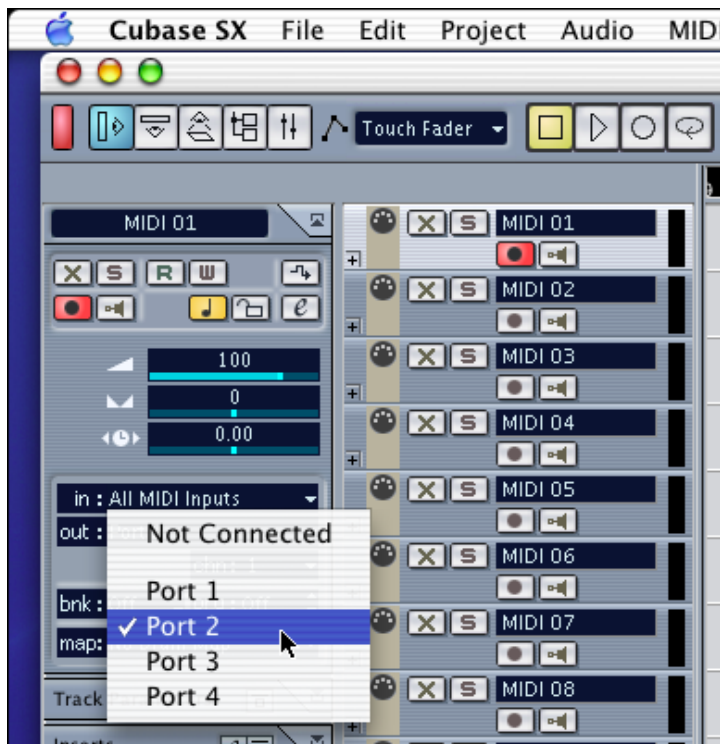 Cubase SX File Edit Project Audio MIDI
Touch Fader
MIDI 01
X S R W
e
100
0
0.00
in : All MIDI Inputs
out :
bnk :
map:
Not Connected
Port 1
Port 2
Port 3
Port 4
Track
Inserts
X S MIDI 01
X S MIDI 02
X S MIDI 03
X S MIDI 04
X S MIDI 05
X S MIDI 06
X S MIDI 07
X S MIDI 08